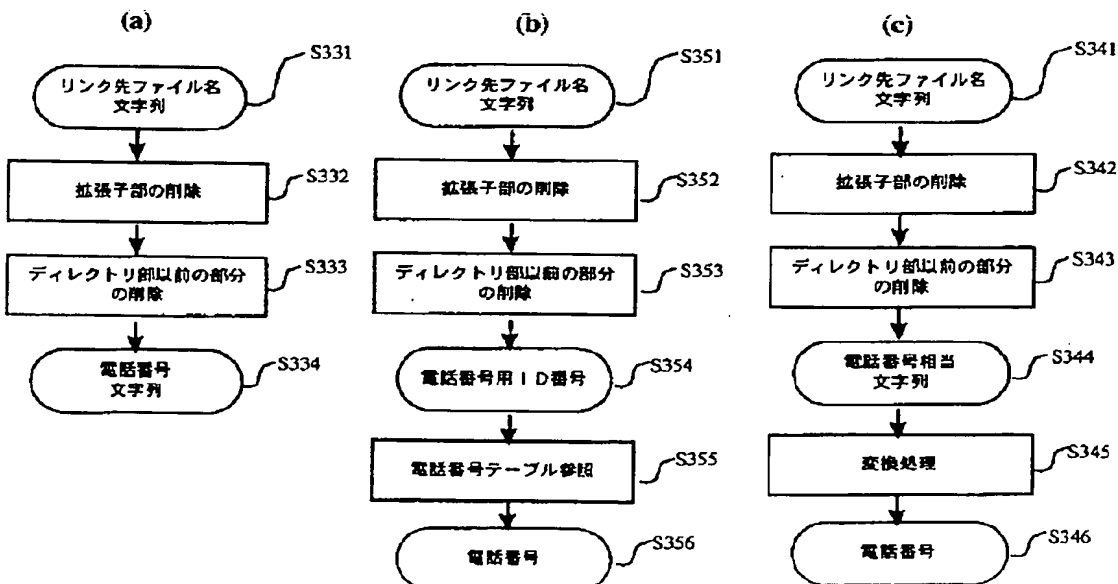 (a)
S331
リンク先ファイル名
文字列
S332
拡張子部の削除
S333
ディレクトリ部以前の部分
の削除
S334
電話番号
文字列
(b)
S351
リンク先ファイル名
文字列
S352
拡張子部の削除
S353
ディレクトリ部以前の部分
の削除
S354
電話番号用ID番号
S355
電話番号テーブル参照
S356
電話番号
(c)
S341
リンク先ファイル名
文字列
S342
拡張子部の削除
S343
ディレクトリ部以前の部分
の削除
S344
電話番号相当
文字列
S345
変換処理
S346
電話番号